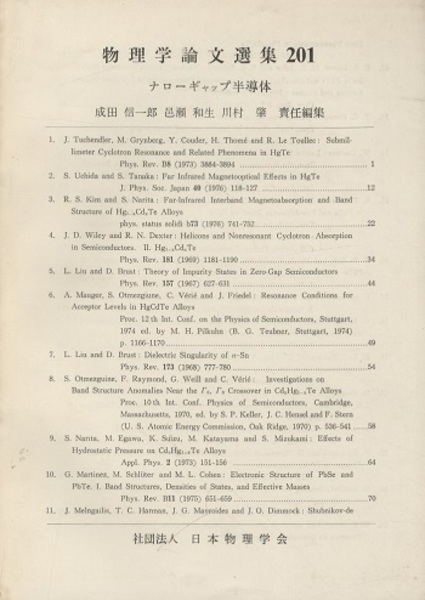 物理学論文選集 201
ナローギャップ半導体
成田 信一郎 邑瀬 和生 川村 肇 責任編集
1. J. Tuchendler, M. Grynberg, Y. Couder, H. Thomé and R. Le Toullec: Submil-
limeter Cyclotron Resonance and Related Phenomena in HgTe
Phys. Rev. B8 (1973) 3884-3894 1
2. S. Uchida and S. Tanaka: Far Infrared Magnetooptical Effects in HgTe
J. Phys. Soc. Japan 40 (1976) 118-127 12
3. R. S. Kim and S. Narita: Far-Infrared Interband Magnetoabsorption and Band
Structure of Hg1-xCdxTe Alloys
phys. status solidi b73 (1976) 741-752 22
4. J. D. Wiley and R. N. Dexter: Helicons and Nonresonant Cyclotron Absorption
in Semiconductors. II. Hg1-xCdxTe
Phys. Rev. 181 (1969) 1181-1190 34
5. L. Liu and D. Brust: Theory of Impurity States in Zero-Gap Semiconductors
Phys. Rev. 157 (1967) 627-631 44
6. A. Mauger, S. Otmezguine, C. Vérié and J. Friedel: Resonance Conditions for
Acceptor Levels in HgCdTe Alloys
Proc. 12th Int. Conf. on the Physics of Semiconductors, Stuttgart,
1974 ed. by M. H. Pilkuhn (B. G. Teubner, Stuttgart, 1974)
p. 1166-1170 49
7. L. Liu and D. Brust: Dielectric Singularity of α-Sn
Phys. Rev. 173 (1968) 777-780 54
8. S. Otmezguine, F. Raymond, G. Weill and C. Vérié: Investigations on
Band Structure Anomalies Near the Γ6, Γ8 Crossover in CdxHg1-xTe Alloys
Proc. 10th Int. Conf. Physics of Semiconductors, Cambridge,
Massachusetts, 1970, ed. by S. P. Keller, J. C. Hensel and F. Stern
(U. S. Atomic Energy Commission, Oak Ridge, 1970) p. 536-541 58
9. S. Narita, M. Egawa, K. Suizu, M. Katayama and S. Mizukami: Effects of
Hydrostatic Pressure on CdxHg1-xTe Alloys
Appl. Phys. 2 (1973) 151-156 64
10. G. Martinez, M. Schlüter and M. L. Cohen: Electronic Structure of PbSe and
PbTe. I. Band Structures, Densities of States, and Effective Masses
Phys. Rev. B11 (1975) 651-659 70
11. J. Melngailis, T. C. Harman, J. G. Mavroides and J. O. Dimmock: Shubnikov-de
社団法人 日本物理学会